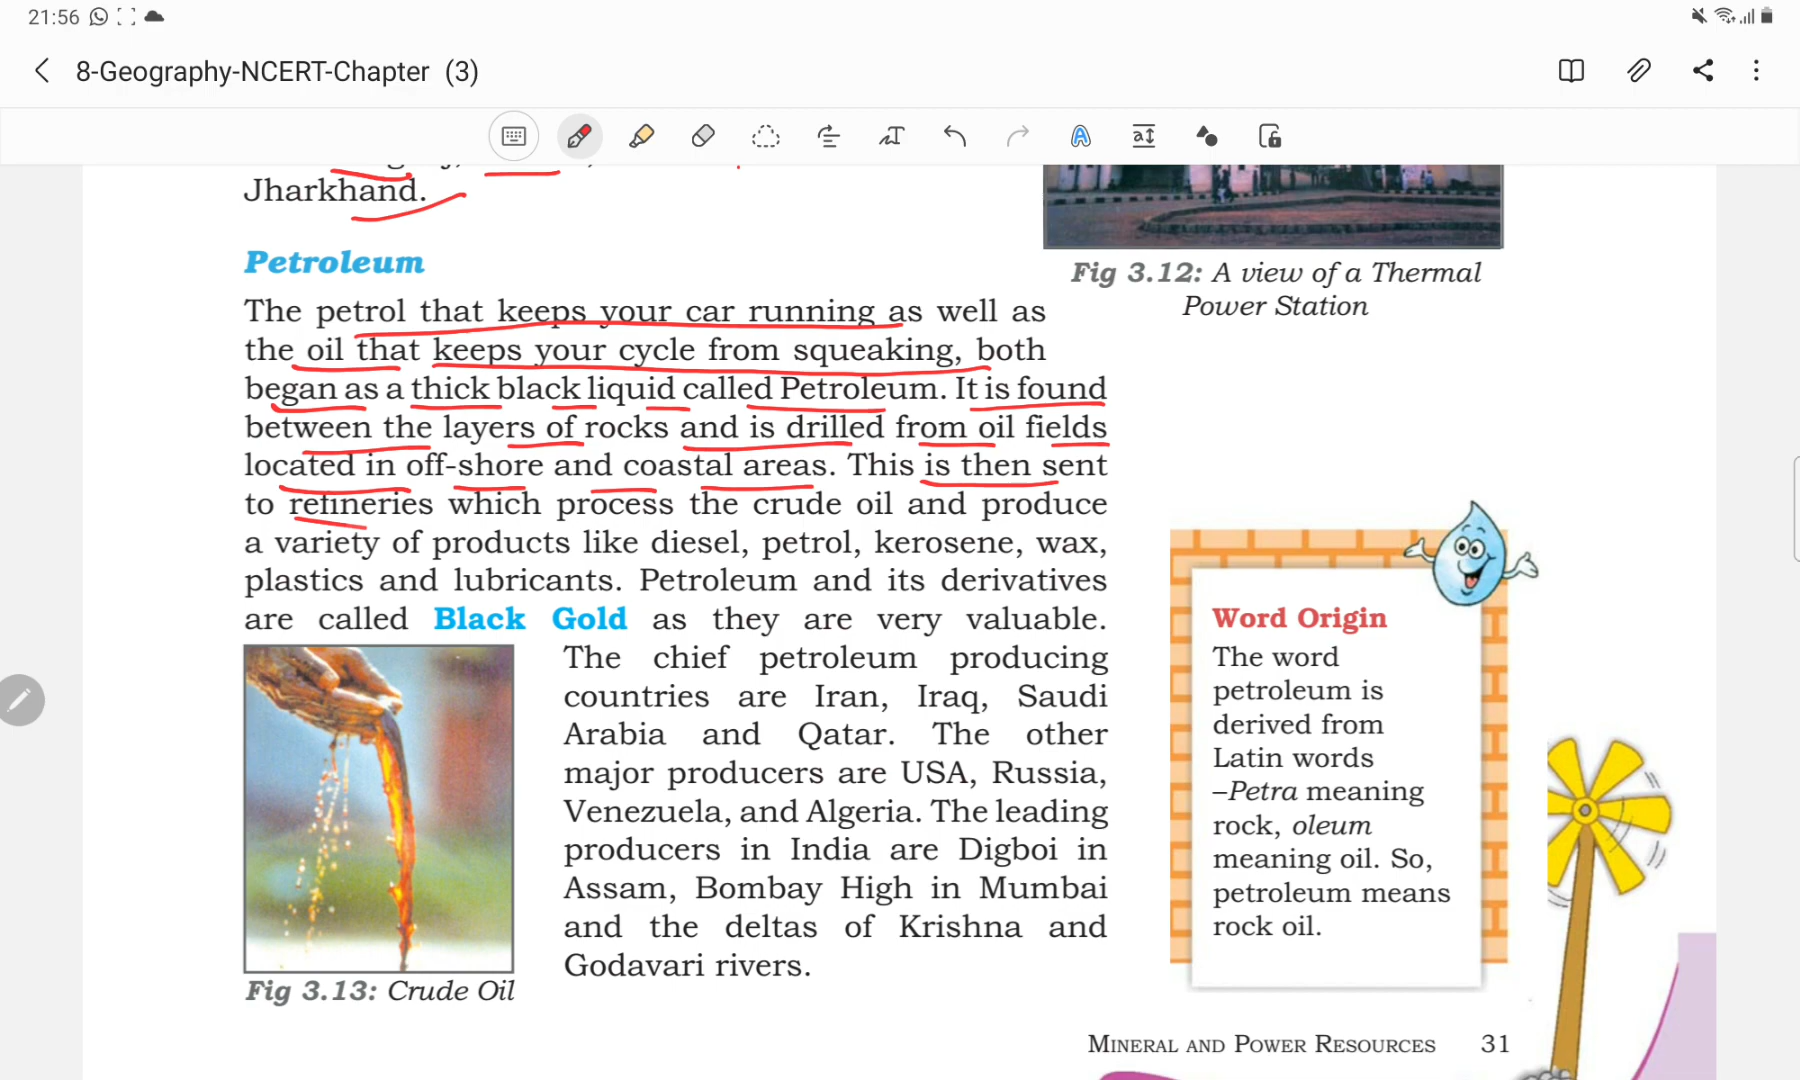 21:56
8-Geography-NCERT-Chapter (3)
Jharkhand.
Petroleum
The petrol that keeps your car running as well as
the oil that keeps your cycle from squeaking, both
began as a thick black liquid called Petroleum. It is found
between the layers of rocks and is drilled from oil fields
located in off-shore and coastal areas. This is then sent
to refineries which process the crude oil and produce
a variety of products like diesel, petrol, kerosene, wax,
plastics and lubricants. Petroleum and its derivatives
are called Black Gold as they are very valuable.
The chief petroleum producing
countries are Iran, Iraq, Saudi
Arabia and Qatar. The other
major producers are USA, Russia,
Venezuela, and Algeria. The leading
producers in India are Digboi in
Assam, Bombay High in Mumbai
and the deltas of Krishna and
Godavari rivers.
Fig 3.13: Crude Oil
Fig 3.12: A view of a Thermal
Power Station
Word Origin
The word
petroleum is
derived from
Latin words
–Petra meaning
rock, oleum
meaning oil. So,
petroleum means
rock oil.
MINERAL AND POWER RESOURCES 31